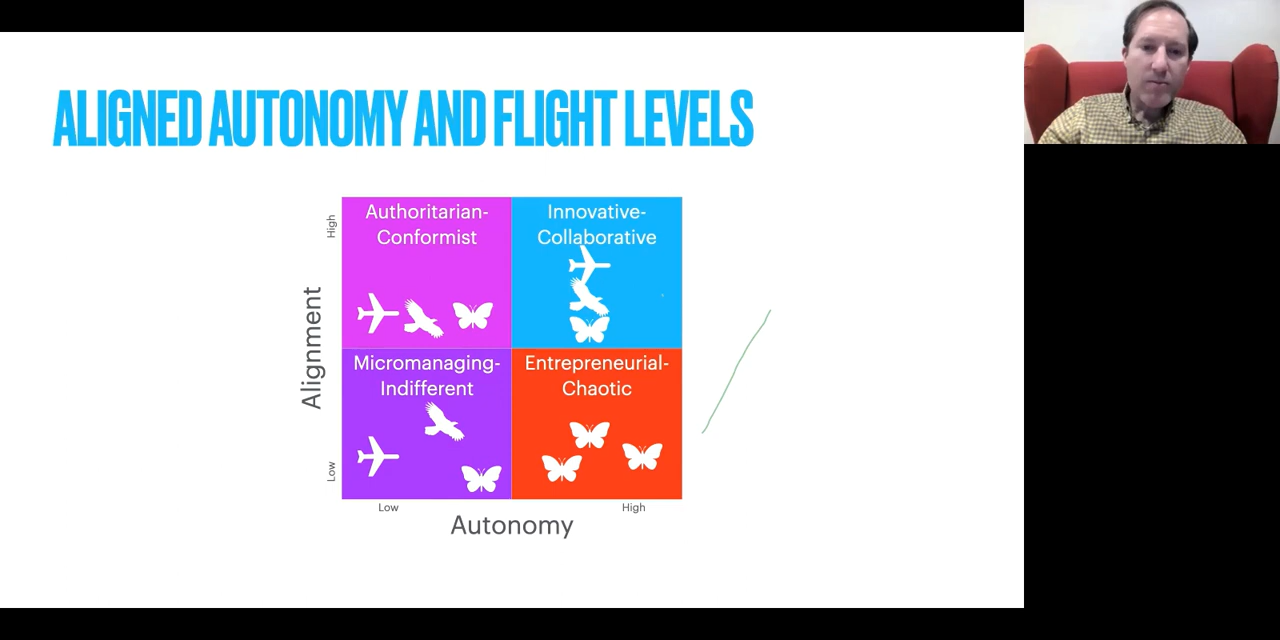 ALIGNED AUTONOMY AND FLIGHT LEVELS
Authoritarian-
Conformist
Innovative-
Collaborative
High
Alignment
Micromanaging-
Indifferent
Entrepreneurial-
Chaotic
Low
Low
High
Autonomy